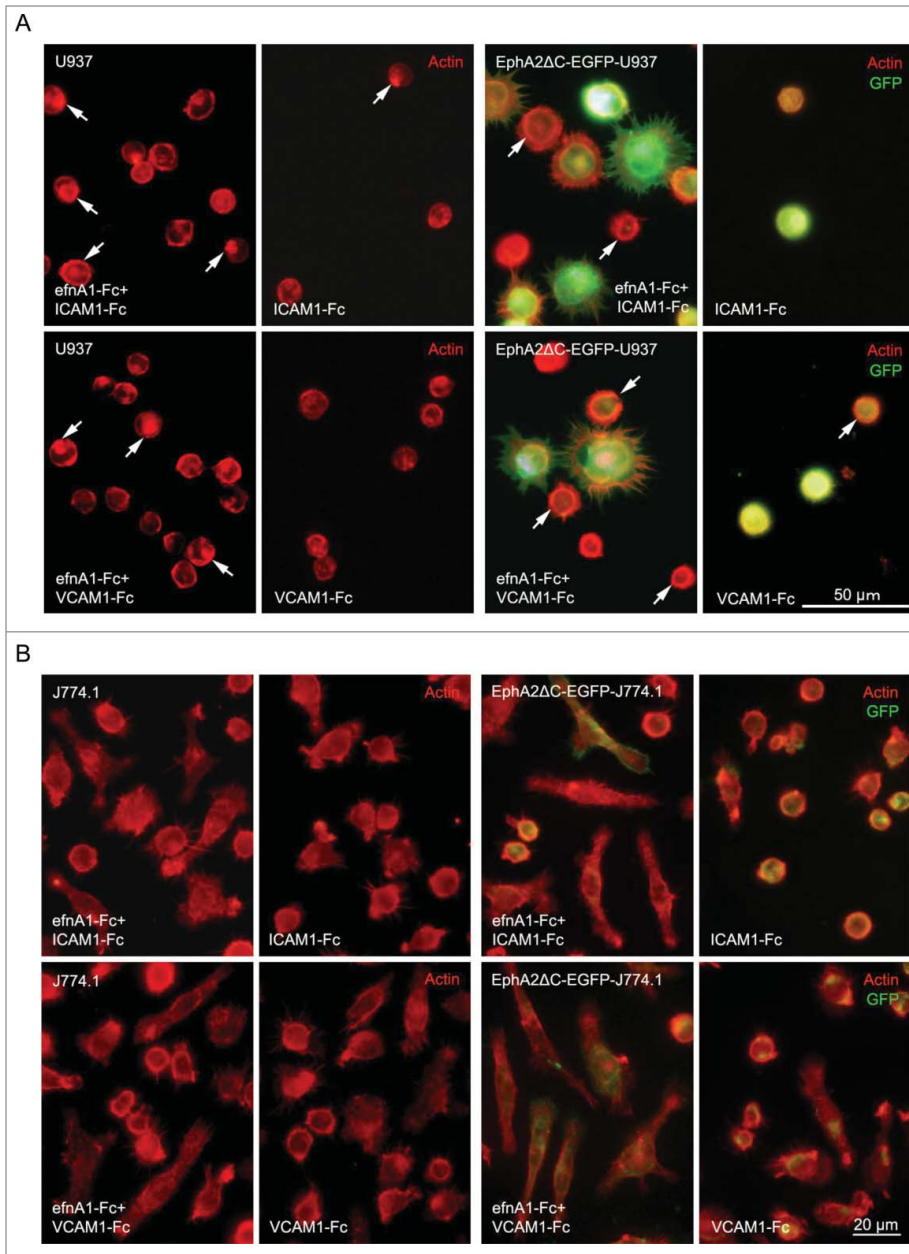 A
U937
efnA1-Fc+
ICAM1-Fc
Actin
ICAM1-Fc
EphA2ΔC-EGFP-U937
efnA1-Fc+
ICAM1-Fc
Actin
GFP
ICAM1-Fc
U937
efnA1-Fc+
VCAM1-Fc
Actin
VCAM1-Fc
EphA2ΔC-EGFP-U937
efnA1-Fc+
VCAM1-Fc
Actin
GFP
VCAM1-Fc
50 µm
B
J774.1
efnA1-Fc+
ICAM1-Fc
Actin
ICAM1-Fc
EphA2ΔC-EGFP-J774.1
efnA1-Fc+
ICAM1-Fc
Actin
GFP
ICAM1-Fc
J774.1
efnA1-Fc+
VCAM1-Fc
Actin
VCAM1-Fc
EphA2ΔC-EGFP-J774.1
efnA1-Fc+
VCAM1-Fc
Actin
GFP
VCAM1-Fc
20 µm